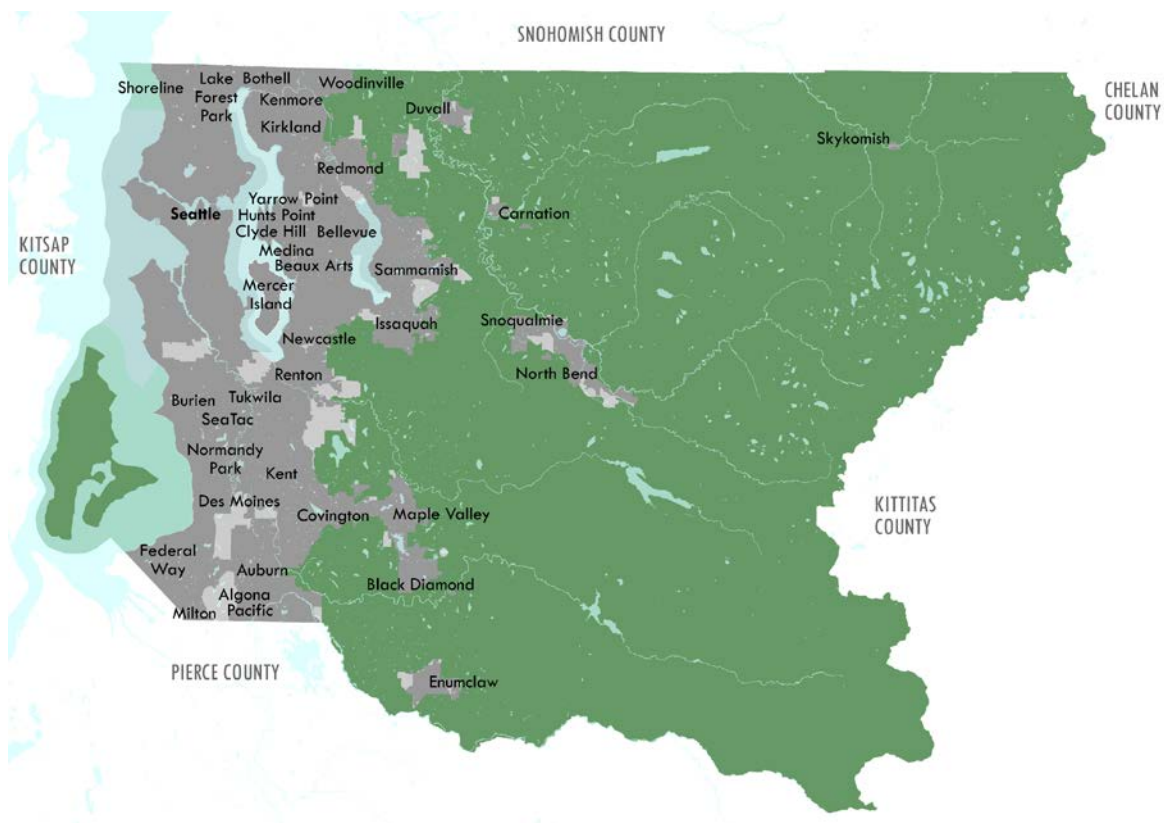 SNOHOMISH COUNTY
CHELAN
COUNTY
Shoreline
Lake
Forest
Park
Bothell
Woodinville
Kenmore
Duvall
Kirkland
Skykomish
Redmond
Yarrow Point
Seattle
Hunts Point
Carnation
Clyde Hill
Bellevue
KITSAP
COUNTY
Medina
Beaux Arts
Sammamish
Mercer
Island
Issaquah
Snoqualmie
Newcastle
Renton
North Bend
Burien
Tukwila
SeaTac
Normandy
Park
Kent
Des Moines
Covington
Maple Valley
KITTITAS
COUNTY
Federal
Way
Auburn
Black Diamond
Algona
Milton
Pacific
PIERCE COUNTY
Enumclaw